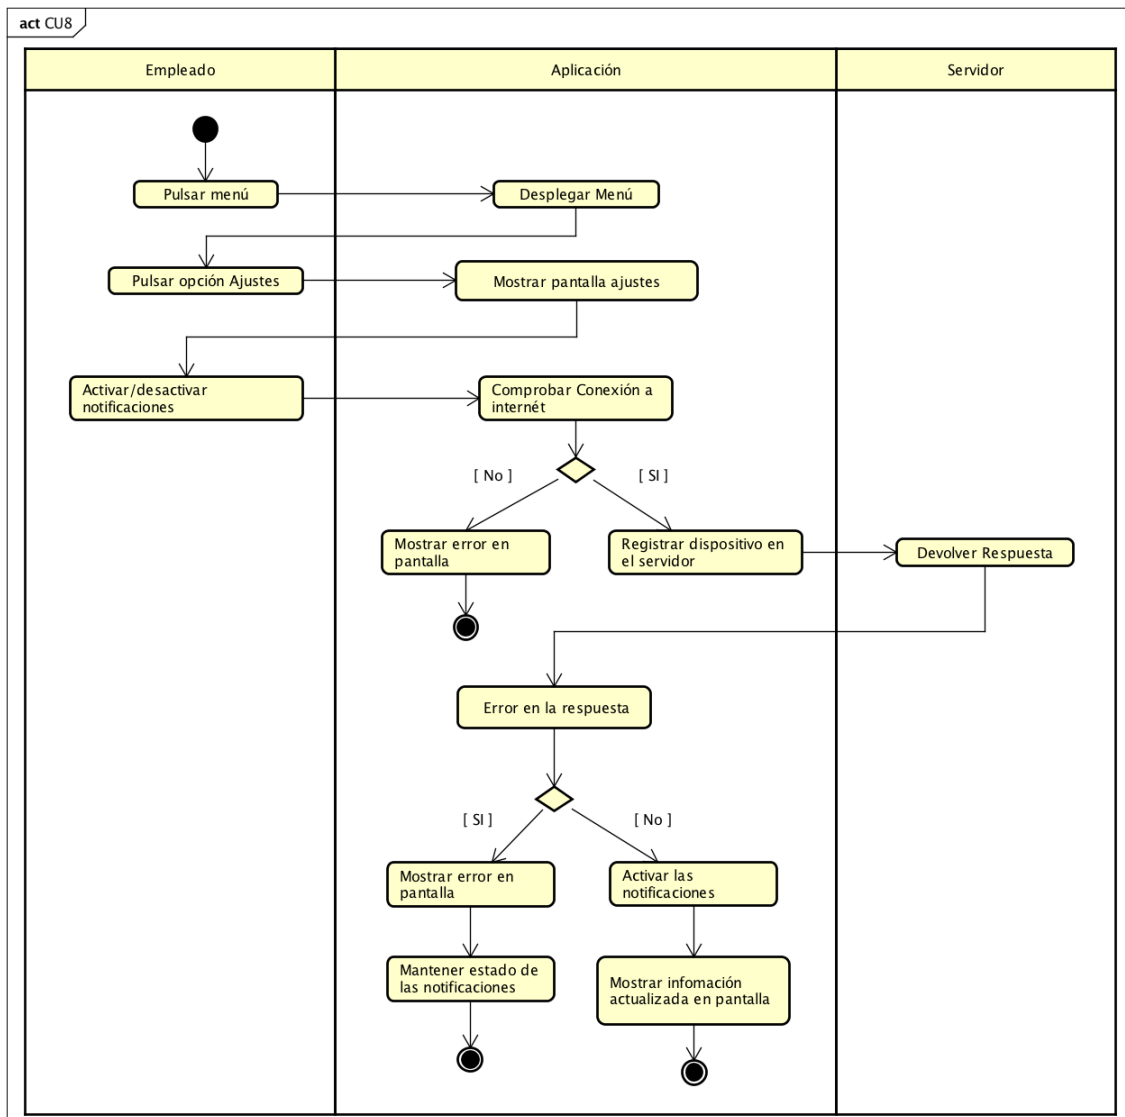 act CU8
Empleado
Aplicación
Servidor
Pulsar menú
Desplegar Menú
Pulsar opción Ajustes
Mostrar pantalla ajustes
Activar/desactivar
notificaciones
Comprobar Conexión a
internét
[ No ]
[ SI ]
Mostrar error en
pantalla
Registrar dispositivo en
el servidor
Devolver Respuesta
Error en la respuesta
[ SI ]
[ No ]
Mostrar error en
pantalla
Activar las
notificaciones
Mantener estado de
las notificaciones
Mostrar infomación
actualizada en pantalla